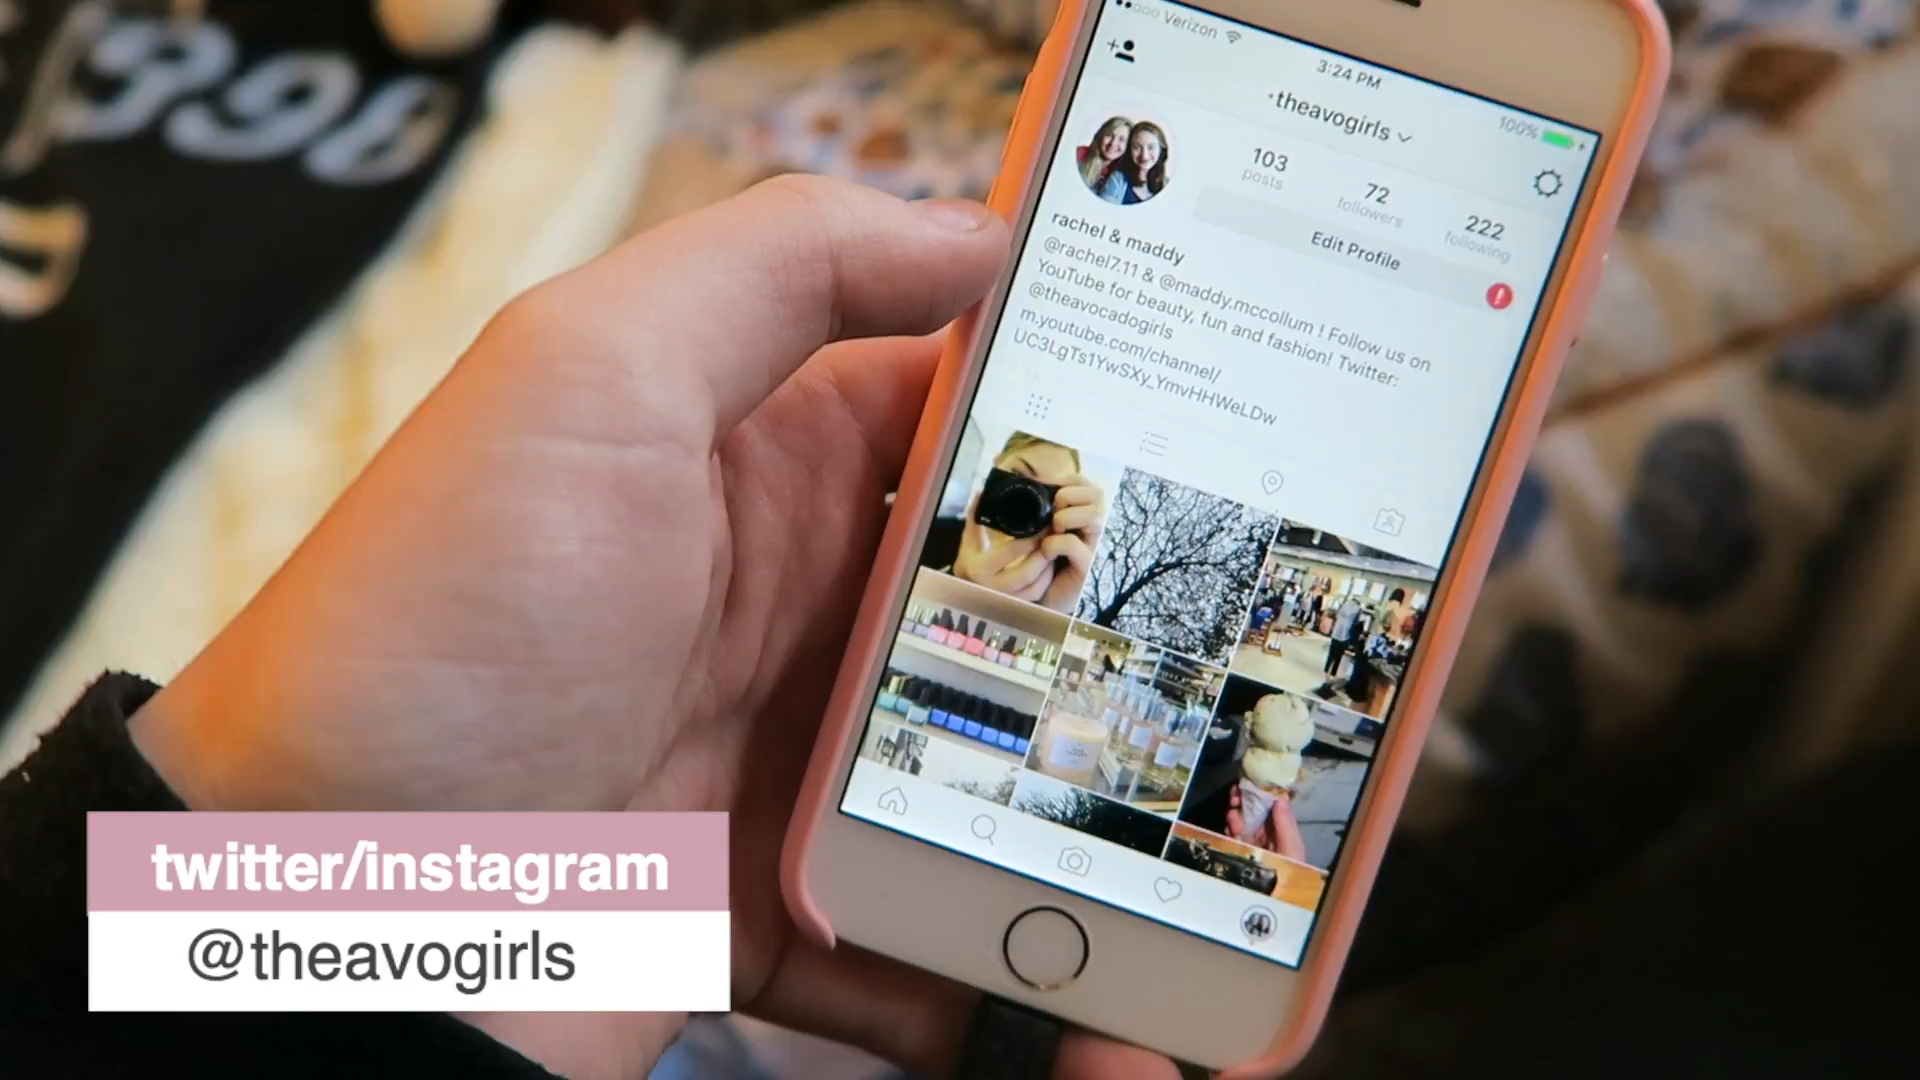 398
Verizon
3:24 PM
100%
theavogirls
103
posts
72
followers
222
following
Edit Profile
rachel & maddy
@rachel7.11 & @maddy.mccollum ! Follow us on
YouTube for beauty, fun and fashion! Twitter:
@theavocadogirls
m.youtube.com/channel/
UC3LgTs1YwSXy_YmvHHWeLDw
twitter/instagram
@theavogirls